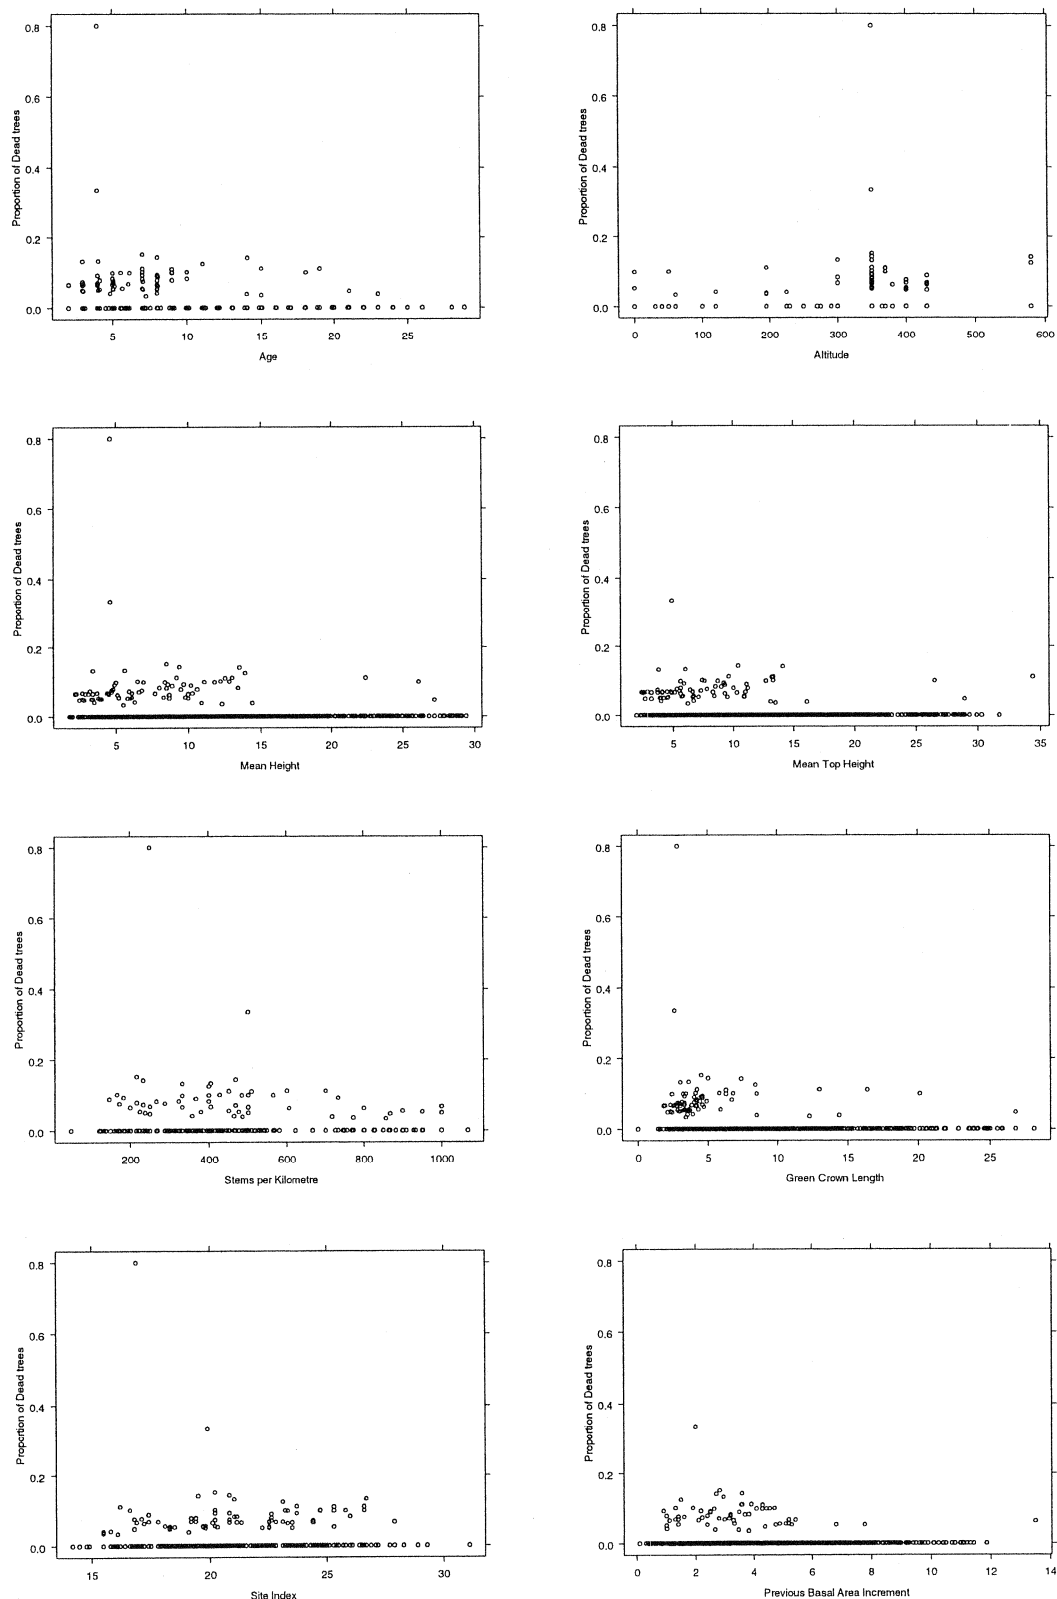 0.8
0.6
0.4
0.2
0.0
Proportion of Dead trees
5 10 15 20 25
Age
0.8
0.6
0.4
0.2
0.0
Proportion of Dead trees
0 100 200 300 400 500 600
Altitude
0.8
0.6
0.4
0.2
0.0
Proportion of Dead trees
5 10 15 20 25 30
Mean Height
0.8
0.6
0.4
0.2
0.0
Proportion of Dead trees
5 10 15 20 25 30 35
Mean Top Height
0.8
0.6
0.4
0.2
0.0
Proportion of Dead trees
200 400 600 800 1000
Stems per Kilometre
0.8
0.6
0.4
0.2
0.0
Proportion of Dead trees
0 5 10 15 20 25
Green Crown Length
0.8
0.6
0.4
0.2
0.0
Proportion of Dead trees
15 20 25 30
Site Index
0.8
0.6
0.4
0.2
0.0
Proportion of Dead trees
0 2 4 6 8 10 12 14
Previous Basal Area Increment